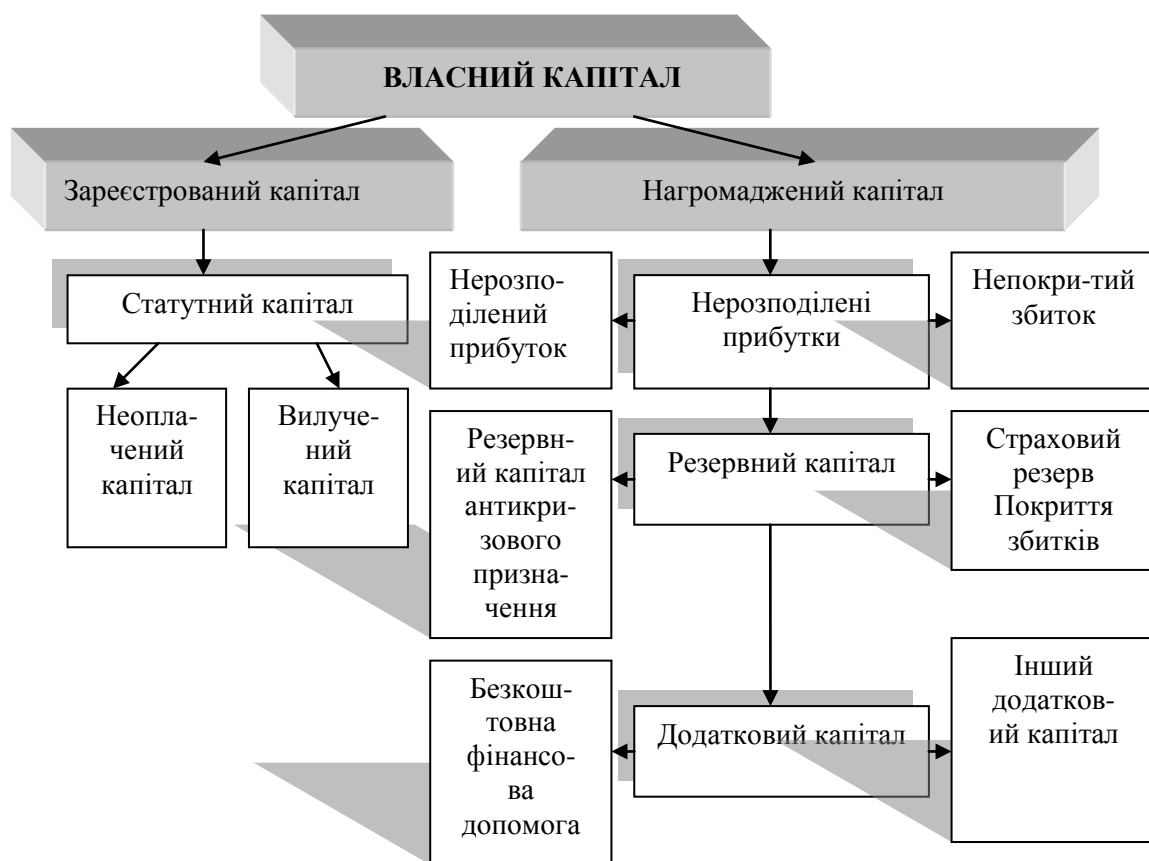 ВЛАСНИЙ КАПІТАЛ
Зареєстрований капітал
Нагромаджений капітал
Статутний капітал
Неопла-
чений
капітал
Вилуче-
ний
капітал
Нерозпо-
ділений
прибуток
Нерозподілені
прибутки
Непокри-тий
збиток
Резервн-
ий капітал
антикри-
зового
призна-
чення
Резервний капітал
Страховий
резерв
Покриття
збитків
Безкош-
товна
фінансо-
ва
допомога
Додатковий капітал
Інший
додатков-
ий капітал